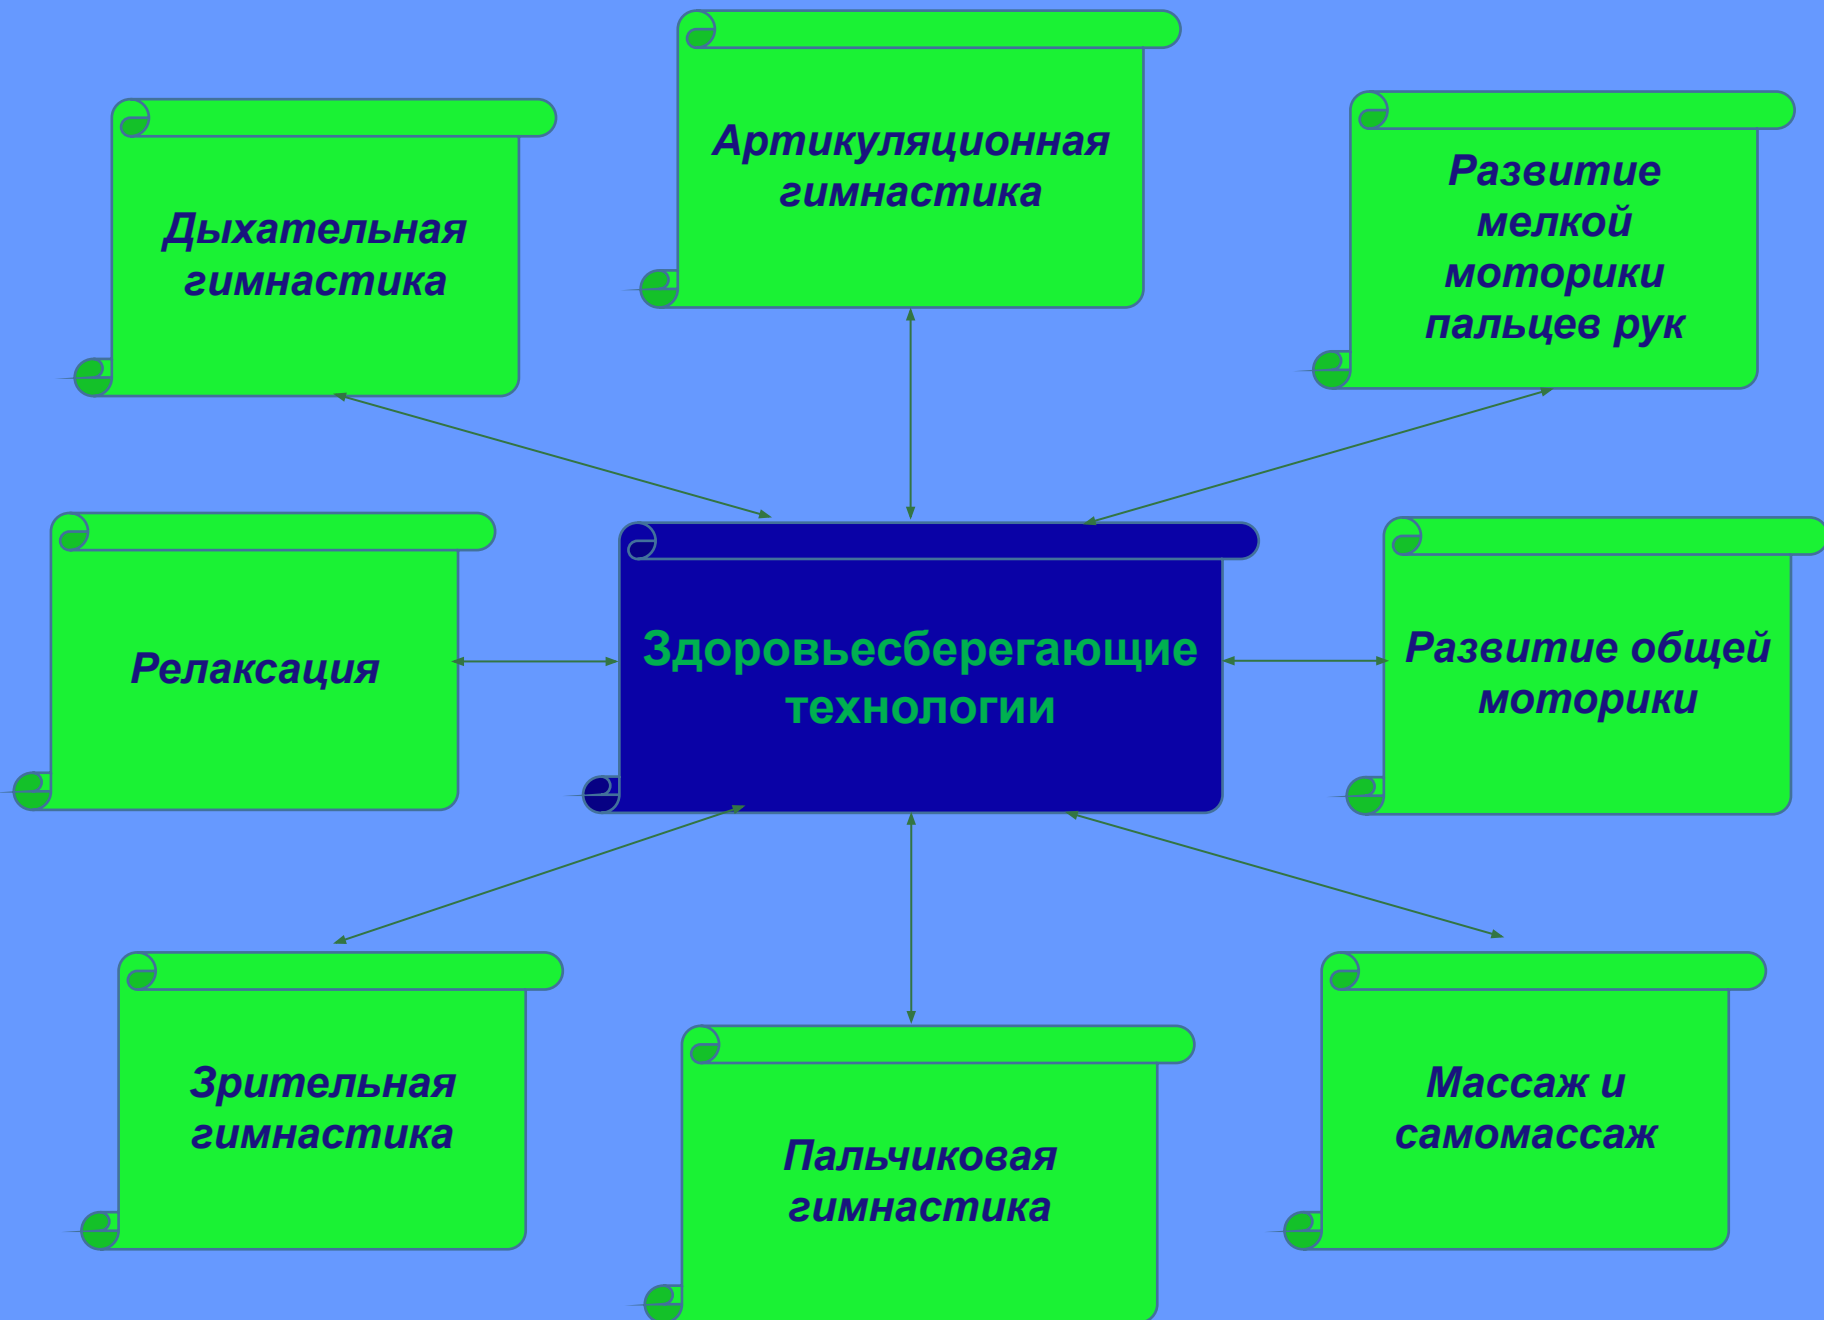 Артикуляционная
гимнастика
Дыхательная
гимнастика
Развитие
мелкой
моторики
пальцев рук
Релаксация
Здоровьесберегающие
технологии
Развитие общей
моторики
Зрительная
гимнастика
Пальчиковая
гимнастика
Массаж и
самомассаж